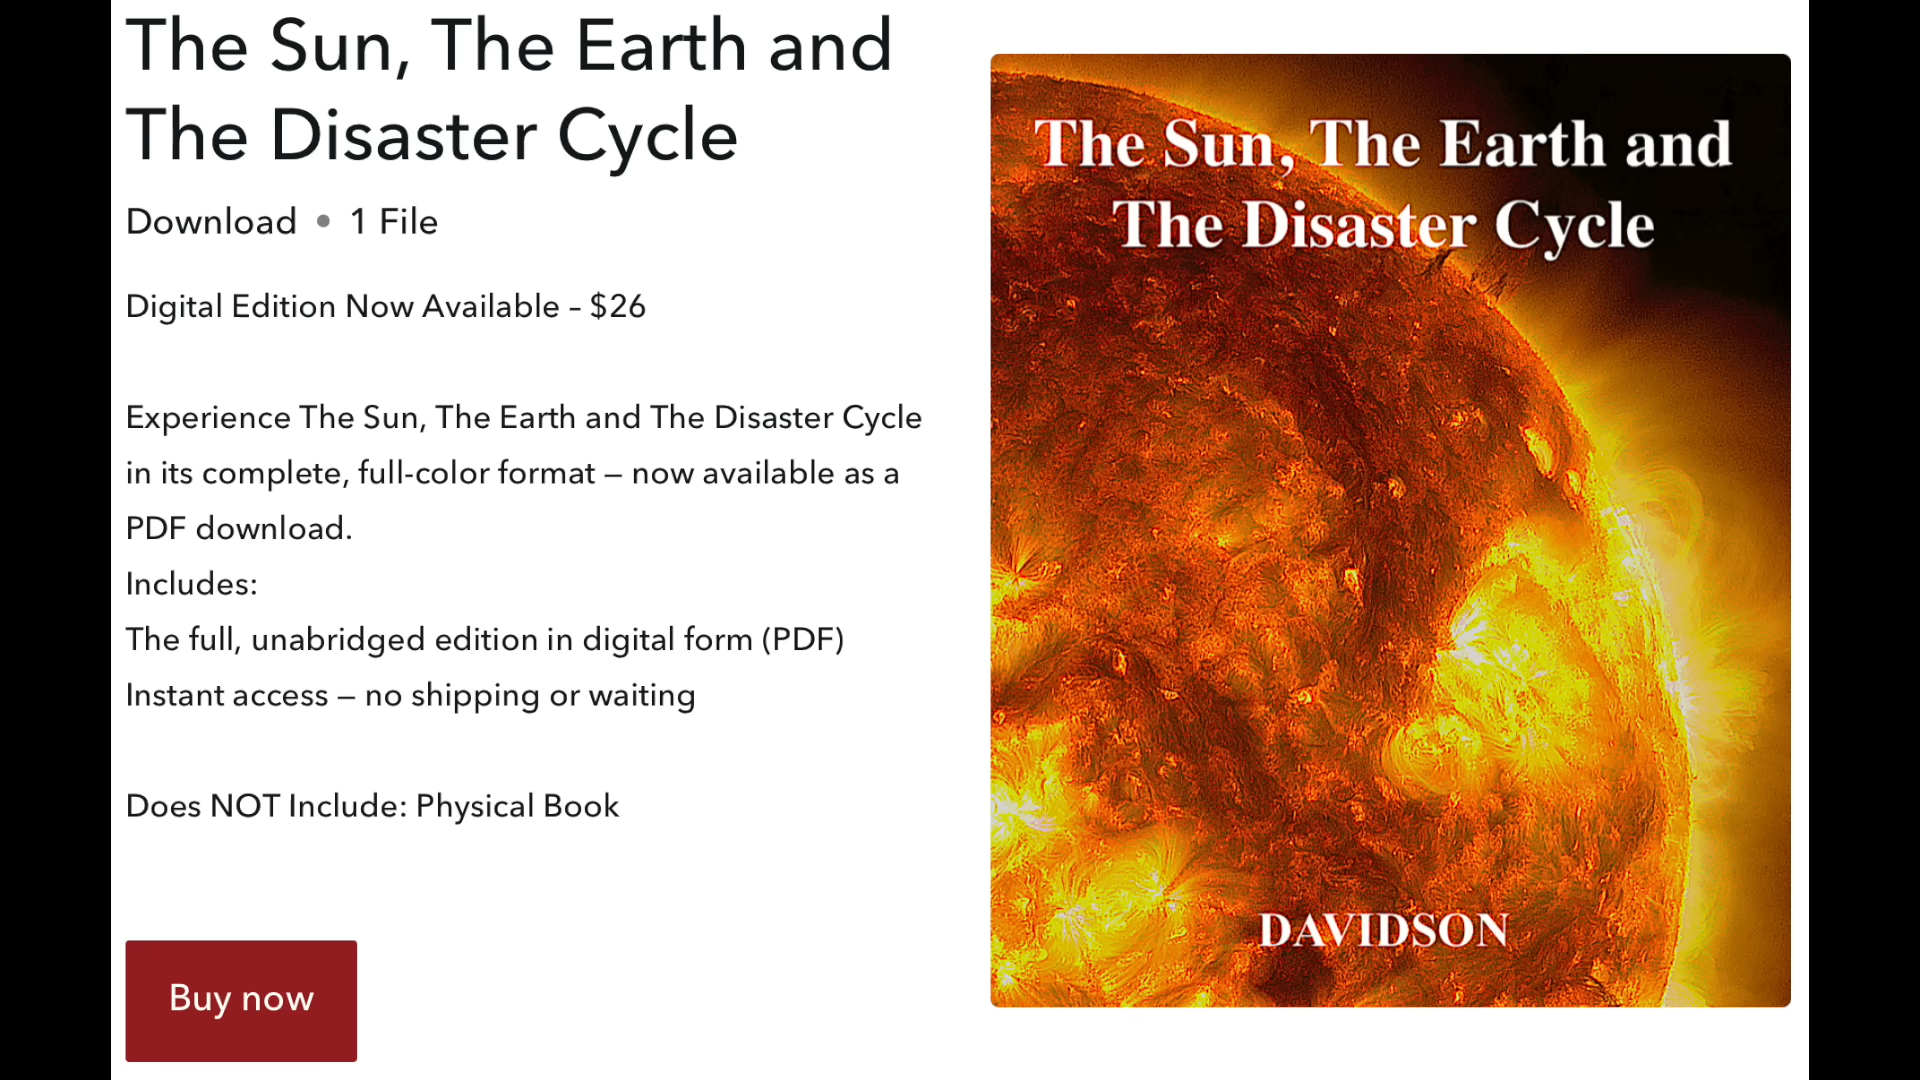 The Sun, The Earth and
The Disaster Cycle
Download • 1 File
Digital Edition Now Available – $26
Experience The Sun, The Earth and The Disaster Cycle
in its complete, full-color format — now available as a
PDF download.
Includes:
The full, unabridged edition in digital form (PDF)
Instant access — no shipping or waiting
Does NOT Include: Physical Book
Buy now
The Sun, The Earth and
The Disaster Cycle
DAVIDSON